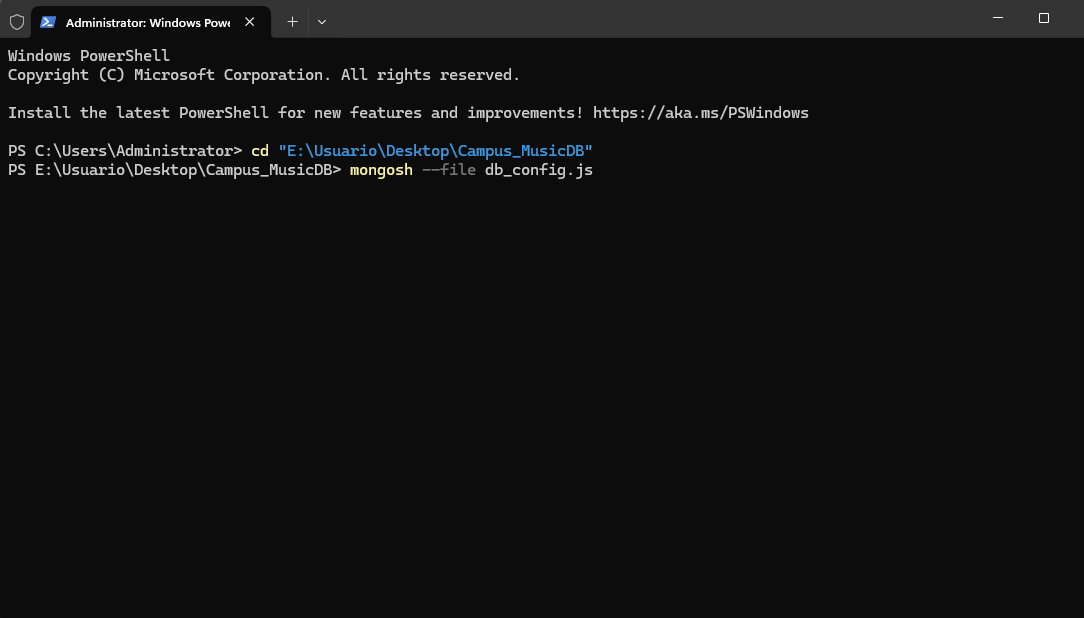 Administrator: Windows Powe
Windows PowerShell
Copyright (C) Microsoft Corporation. All rights reserved.
Install the latest PowerShell for new features and improvements! https://aka.ms/PSWindows
PS C:\Users\Administrator> cd "E:\Usuario\Desktop\Campus_MusicDB"
PS E:\Usuario\Desktop\Campus_MusicDB> mongosh --file db_config.js